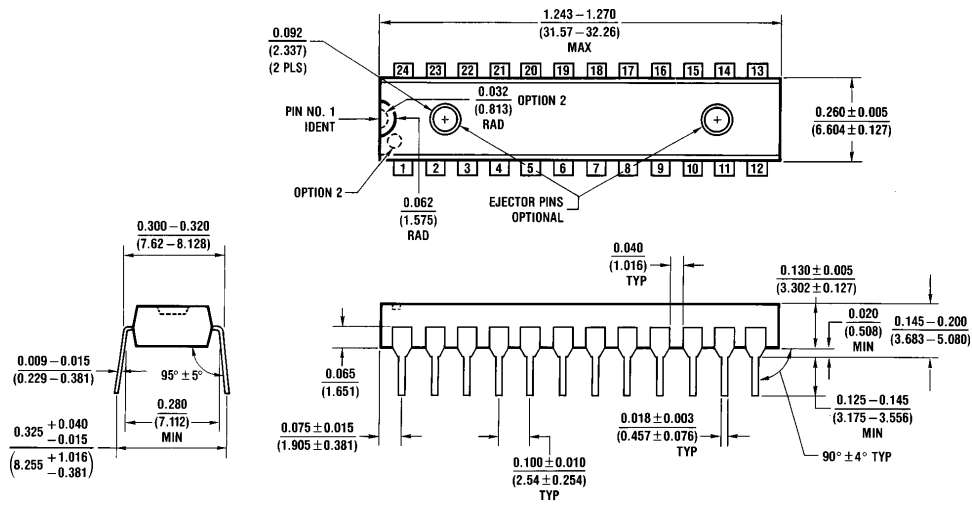 1.243 – 1.270
(31.57 – 32.26)
MAX
0.092
(2.337)
(2 PLS)
24 23 22 21 20 19 18 17 16 15 14 13
0.032
(0.813)
RAD
OPTION 2
PIN NO. 1
IDENT
0.260 ± 0.005
(6.604 ± 0.127)
1 2 3 4 5 6 7 8 9 10 11 12
OPTION 2
0.062
(1.575)
RAD
EJECTOR PINS
OPTIONAL
0.300 – 0.320
(7.62 – 8.128)
0.040
(1.016)
TYP
0.130 ± 0.005
(3.302 ± 0.127)
0.020
(0.508)
MIN
0.145 – 0.200
(3.683 – 5.080)
0.009 – 0.015
(0.229 – 0.381)
95° ± 5°
0.065
(1.651)
0.280
(7.112)
MIN
0.125 – 0.145
(3.175 – 3.556)
MIN
0.325 +0.040
–0.015
(8.255 +1.016
–0.381)
0.075 ± 0.015
(1.905 ± 0.381)
0.018 ± 0.003
(0.457 ± 0.076)
TYP
90° ± 4° TYP
0.100 ± 0.010
(2.54 ± 0.254)
TYP